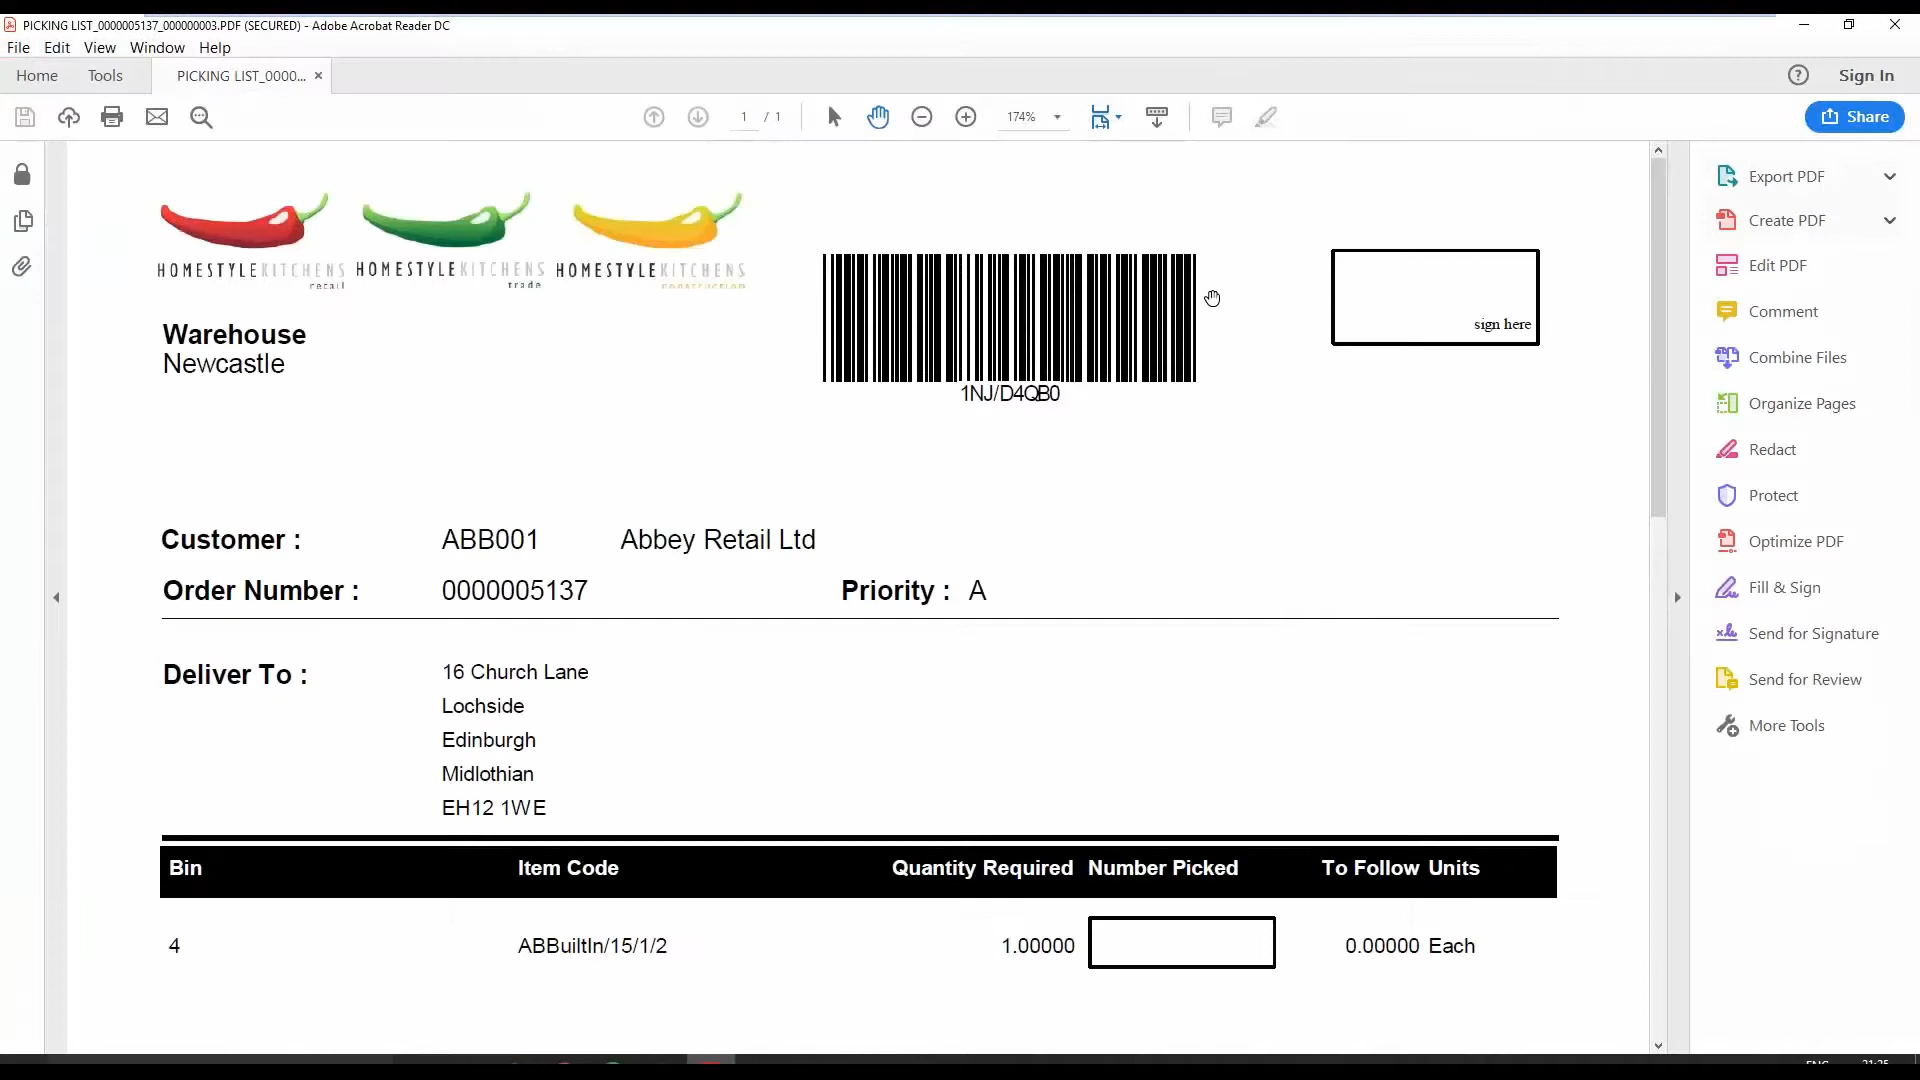 PICKING LIST_0000005137_000000003.PDF (SECURED) - Adobe Acrobat Reader DC
File Edit View Window Help
Home Tools PICKING LIST_0000... × Sign In
1 / 1 174% Share
HOMESTYLEKITCHENS HOMESTYLEKITCHENS HOMESTYLEKITCHENS
retail trade
sign here
Warehouse
Newcastle
1NJ/D4QB0
Customer : ABB001 Abbey Retail Ltd
Order Number : 0000005137 Priority : A
Deliver To : 16 Church Lane
Lochside
Edinburgh
Midlothian
EH12 1WE
Bin Item Code Quantity Required Number Picked To Follow Units
4 ABBuiltIn/15/1/2 1.00000 0.00000 Each
Export PDF
Create PDF
Edit PDF
Comment
Combine Files
Organize Pages
Redact
Protect
Optimize PDF
Fill & Sign
Send for Signature
Send for Review
More Tools